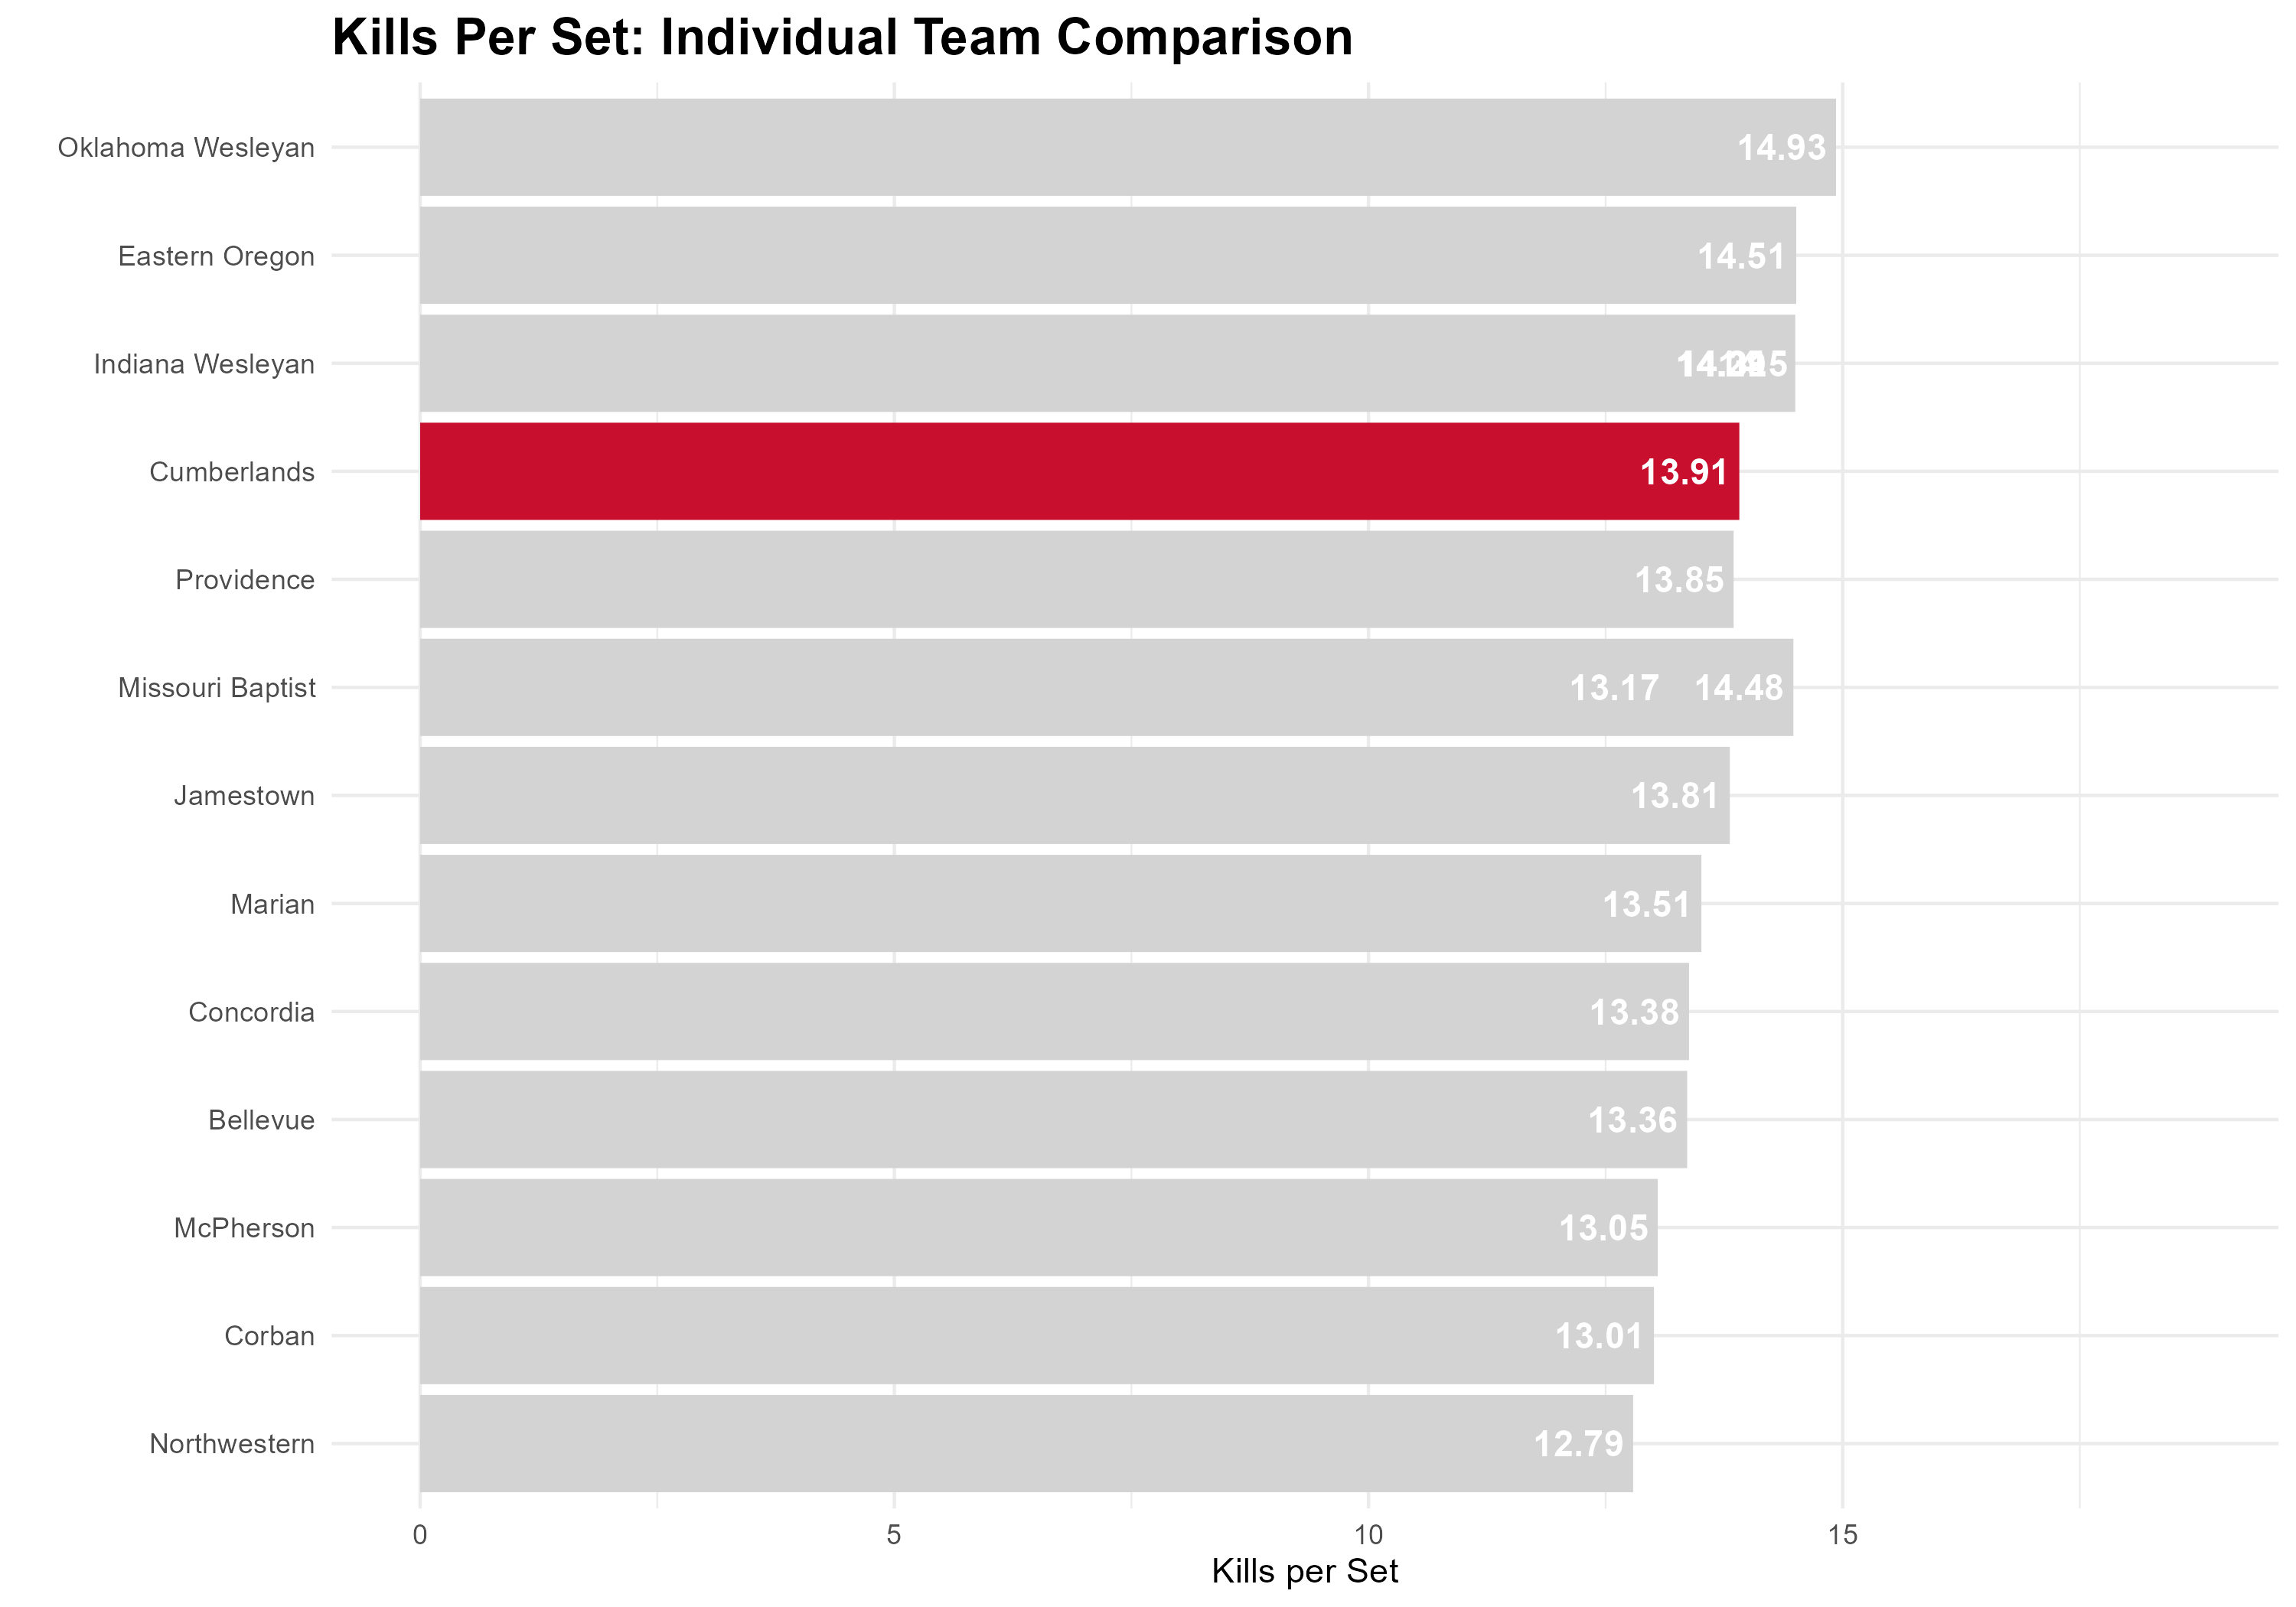 Kills Per Set: Individual Team Comparison
Oklahoma Wesleyan 14.93
Eastern Oregon 14.51
Indiana Wesleyan
Cumberlands 13.91
Providence 13.85
Missouri Baptist 13.17 14.48
Jamestown 13.81
Marian 13.51
Concordia 13.38
Bellevue 13.36
McPherson 13.05
Corban 13.01
Northwestern 12.79
0 5 10 15
Kills per Set